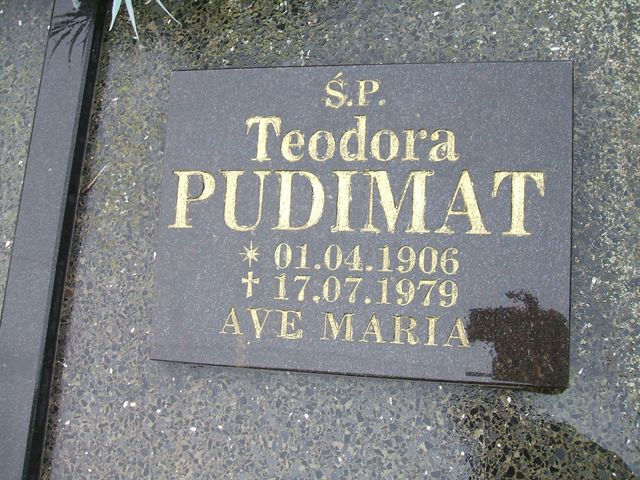 Ś.P.
Teodora
PUDIMAT
* 01.04.1906
† 17.07.1979
AVE MARIA